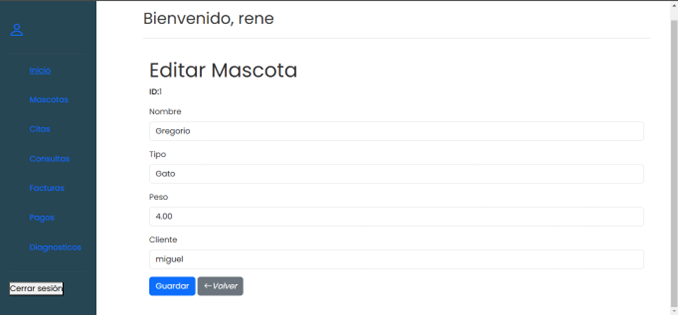 Bienvenido, rene
Inicio
Mascotas
Citas
Consultas
Facturas
Pagos
Diagnosticos
Cerrar sesión
Editar Mascota
ID:1
Nombre
Gregorio
Tipo
Gato
Peso
4.00
Cliente
miguel
Guardar
← Volver